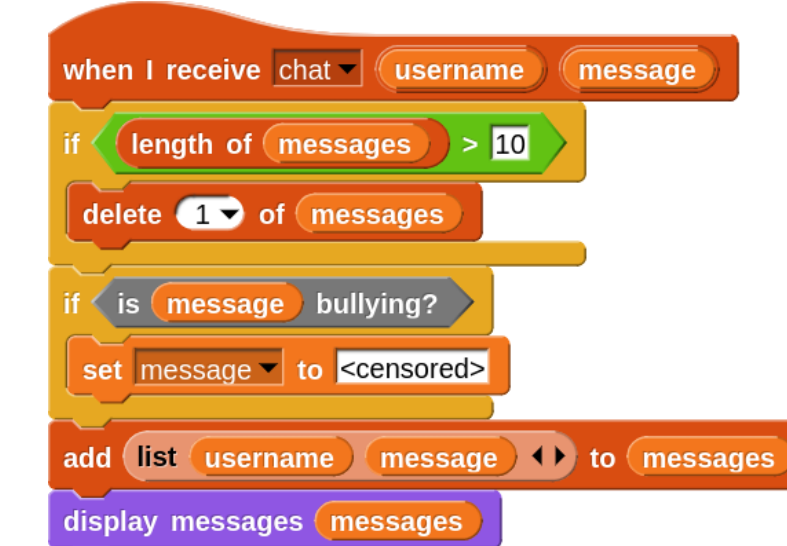 when I receive chat username message
if length of messages > 10
delete 1 of messages
if is message bullying?
set message to <censored>
add list username message to messages
display messages messages